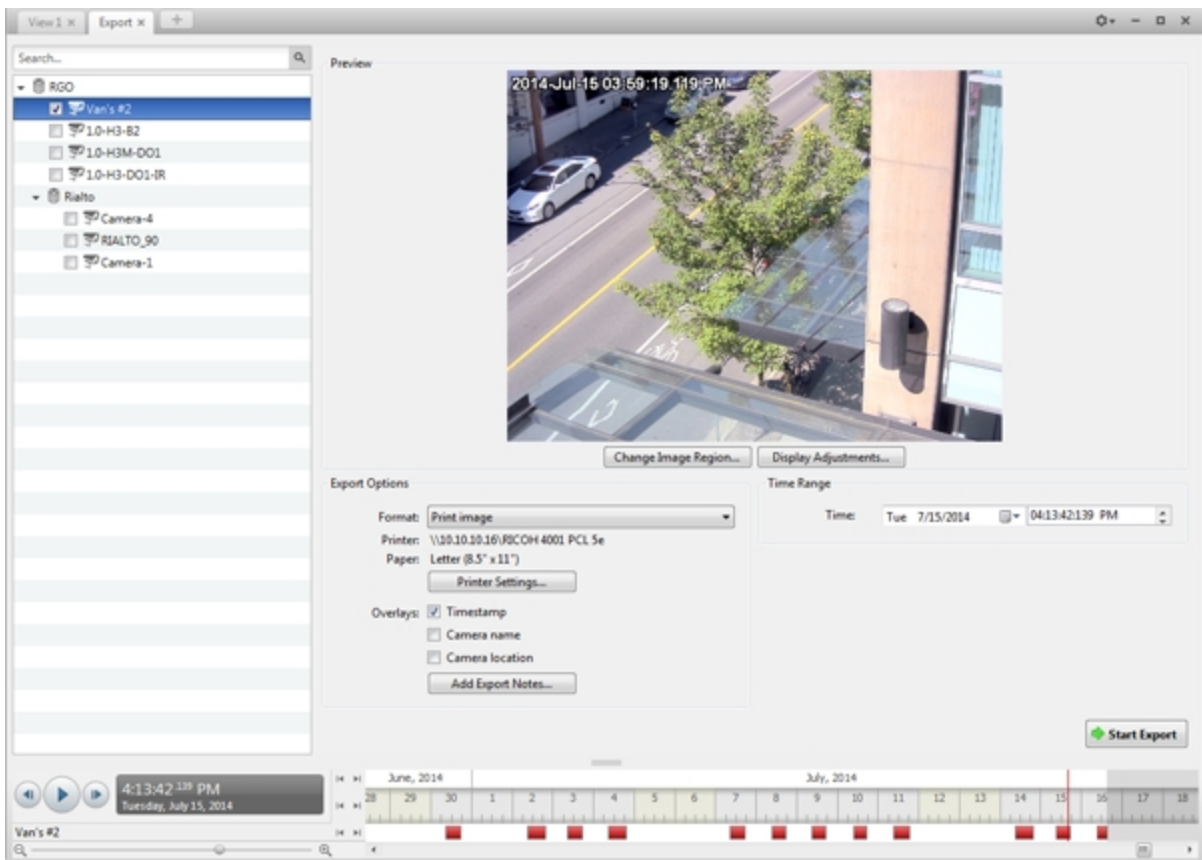 View 1 × Export × +
Search...
Preview
RGO
Van's #2
1.0-H3-B2
1.0-H3M-DO1
1.0-H3-DO1-IR
Rialto
Camera-4
RIALTO_90
Camera-1
2014-Jul-15 03:59:19.119 PM
Change Image Region... Display Adjustments...
Export Options
Format: Print image
Printer: \\10.10.10.16\RICOH 4001 PCL 5e
Paper: Letter (8.5" x 11")
Printer Settings...
Overlays: Timestamp
Camera name
Camera location
Add Export Notes...
Time Range
Time: Tue 7/15/2014 04:13:42:139 PM
Start Export
4:13:42.139 PM
Tuesday, July 15, 2014
June, 2014 July, 2014
28 29 30 1 2 3 4 5 6 7 8 9 10 11 12 13 14 15 16 17 18
Van's #2